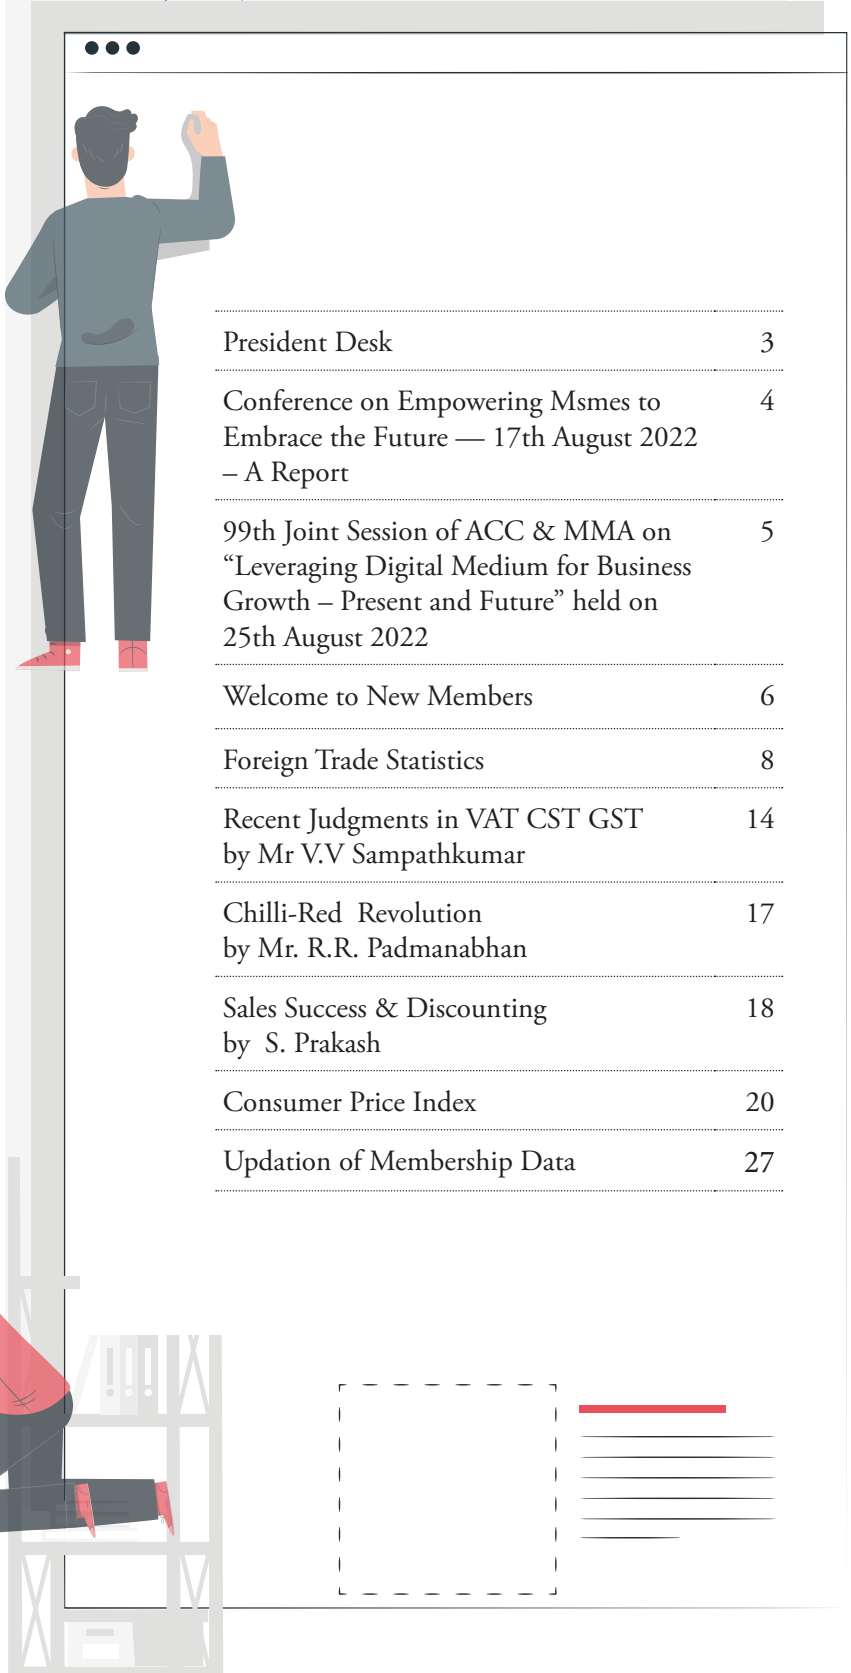 President Desk 3
Conference on Empowering Msmes to 4
Embrace the Future — 17th August 2022
– A Report
99th Joint Session of ACC & MMA on 5
“Leveraging Digital Medium for Business
Growth – Present and Future” held on
25th August 2022
Welcome to New Members 6
Foreign Trade Statistics 8
Recent Judgments in VAT CST GST 14
by Mr V.V Sampathkumar
Chilli-Red Revolution 17
by Mr. R.R. Padmanabhan
Sales Success & Discounting 18
by S. Prakash
Consumer Price Index 20
Updation of Membership Data 27